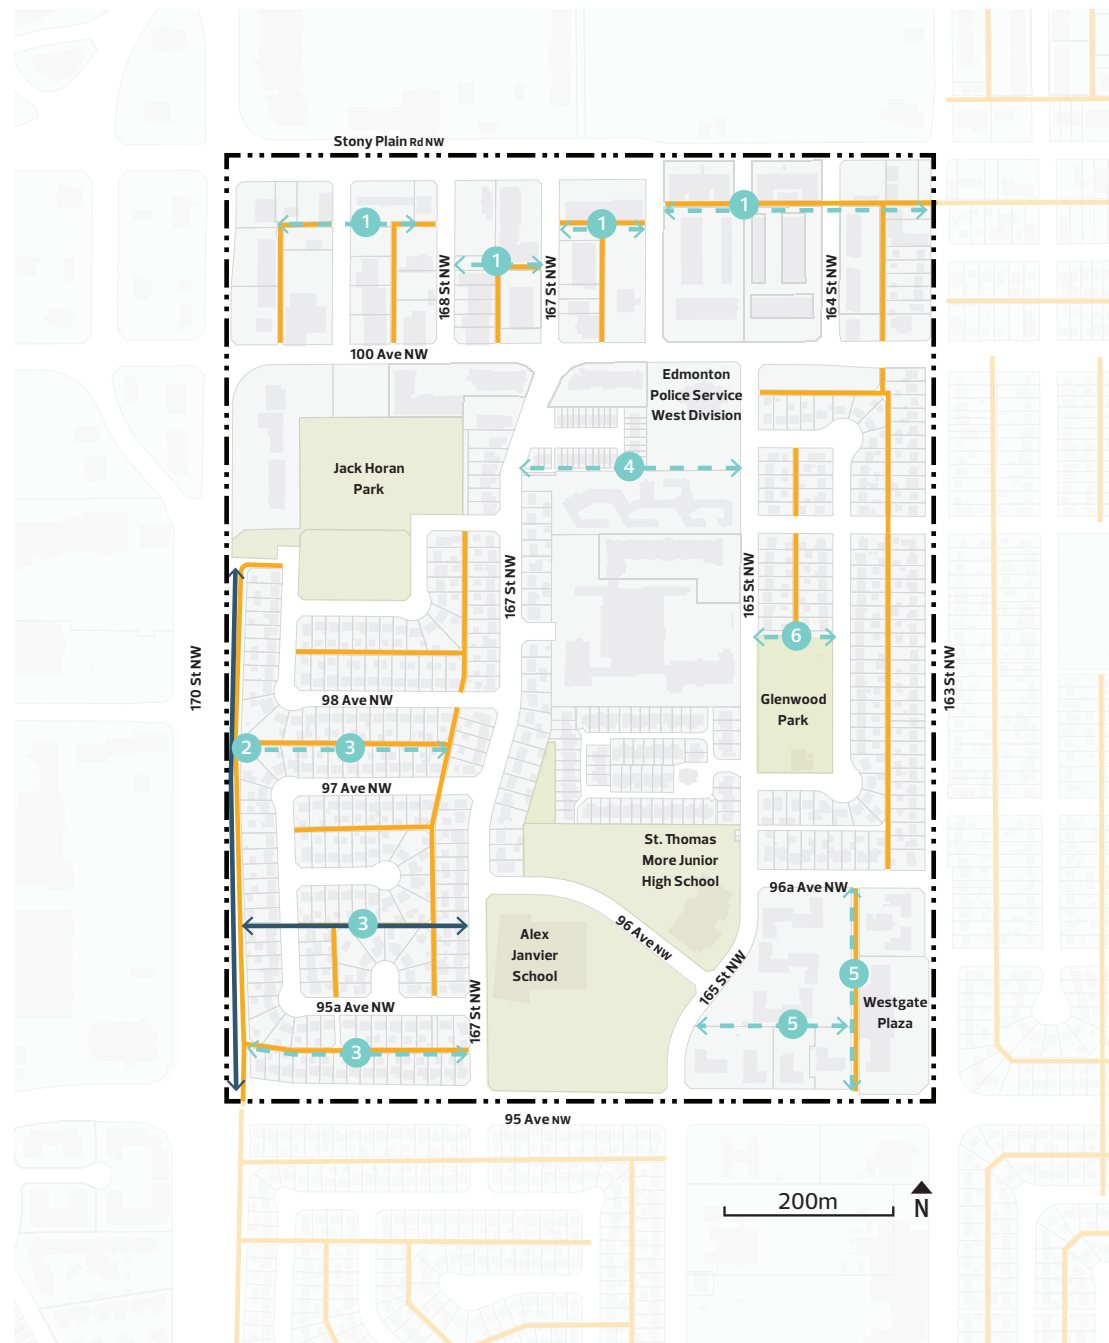 Stony Plain Rd NW
1
1
1
1
168 St NW
167 St NW
164 St NW
100 Ave NW
Edmonton
Police Service
West Division
Jack Horan
Park
4
167 St NW
165 St NW
6
170 St NW
163 St NW
98 Ave NW
Glenwood
Park
2
3
97 Ave NW
St. Thomas
More Junior
High School
96a Ave NW
3
96 Ave NW
Alex
Janvier
School
165 St NW
5
95a Ave NW
167 St NW
Westgate
Plaza
5
3
95 Ave NW
200m
N